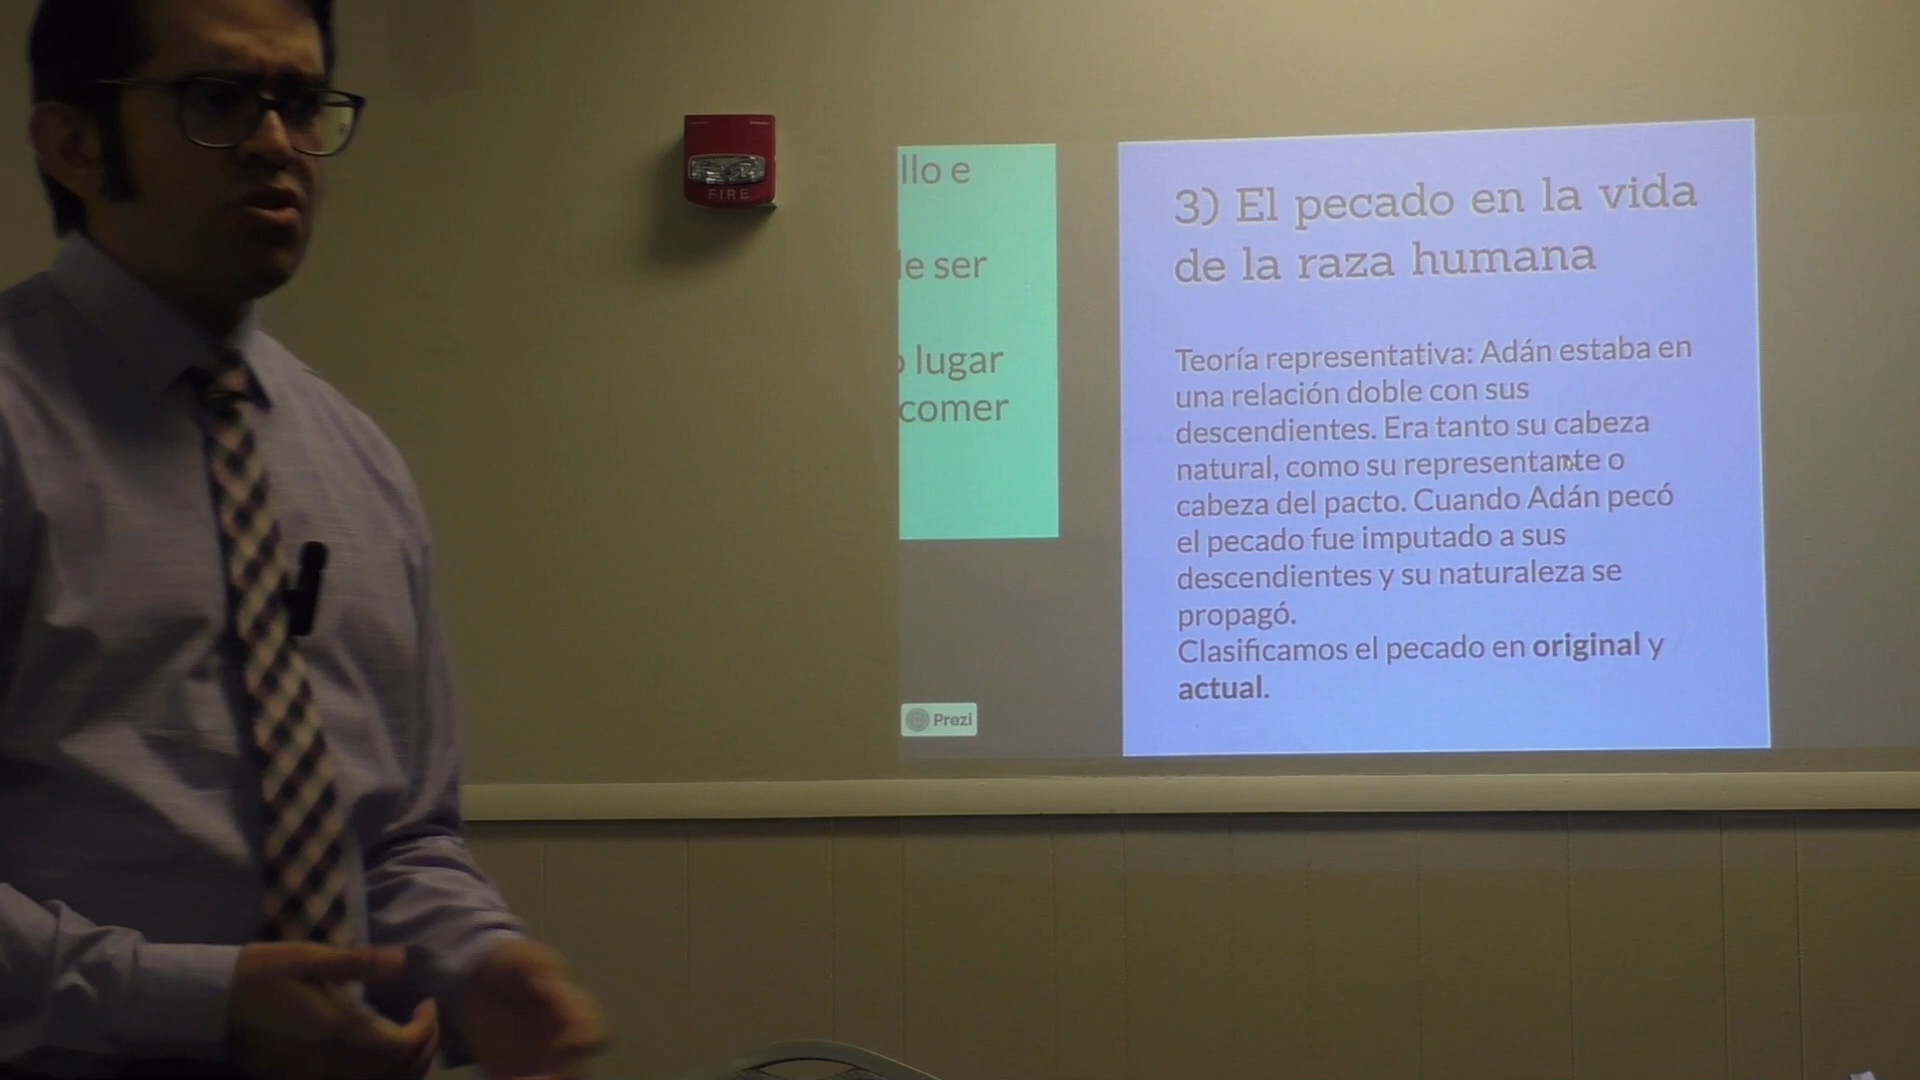 FIRE
llo e
le ser
lugar
comer
Prezi
3) El pecado en la vida
de la raza humana
Teoría representativa: Adán estaba en
una relación doble con sus
descendientes. Era tanto su cabeza
natural, como su representante o
cabeza del pacto. Cuando Adán pecó
el pecado fue imputado a sus
descendientes y su naturaleza se
propagó.
Clasificamos el pecado en original y
actual.